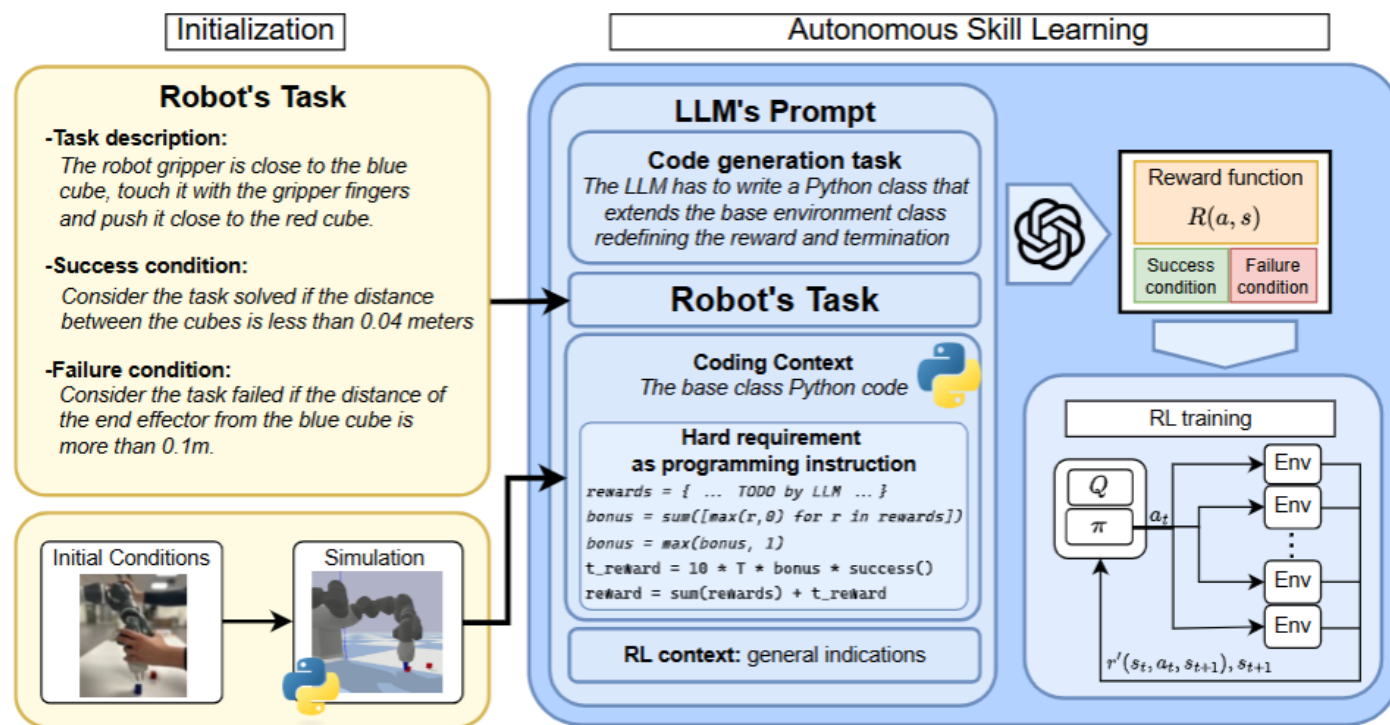 Initialization
Autonomous Skill Learning
Robot's Task
-Task description:
The robot gripper is close to the blue
cube, touch it with the gripper fingers
and push it close to the red cube.
-Success condition:
Consider the task solved if the distance
between the cubes is less than 0.04 meters
-Failure condition:
Consider the task failed if the distance of
the end effector from the blue cube is
more than 0.1m.
Initial Conditions
Simulation
LLM's Prompt
Code generation task
The LLM has to write a Python class that
extends the base environment class
redefining the reward and termination
Robot's Task
Coding Context
The base class Python code
Hard requirement
as programming instruction
rewards = { ... TODO by LLM ... }
bonus = sum([max(r,0) for r in rewards])
bonus = max(bonus, 1)
t_reward = 10 * T * bonus * success()
reward = sum(rewards) + t_reward
RL context: general indications
Reward function
R(a, s)
Success
condition
Failure
condition
RL training
Q
π
a_t
Env
Env
Env
Env
r'(s_t, a_t, s_{t+1}), s_{t+1}